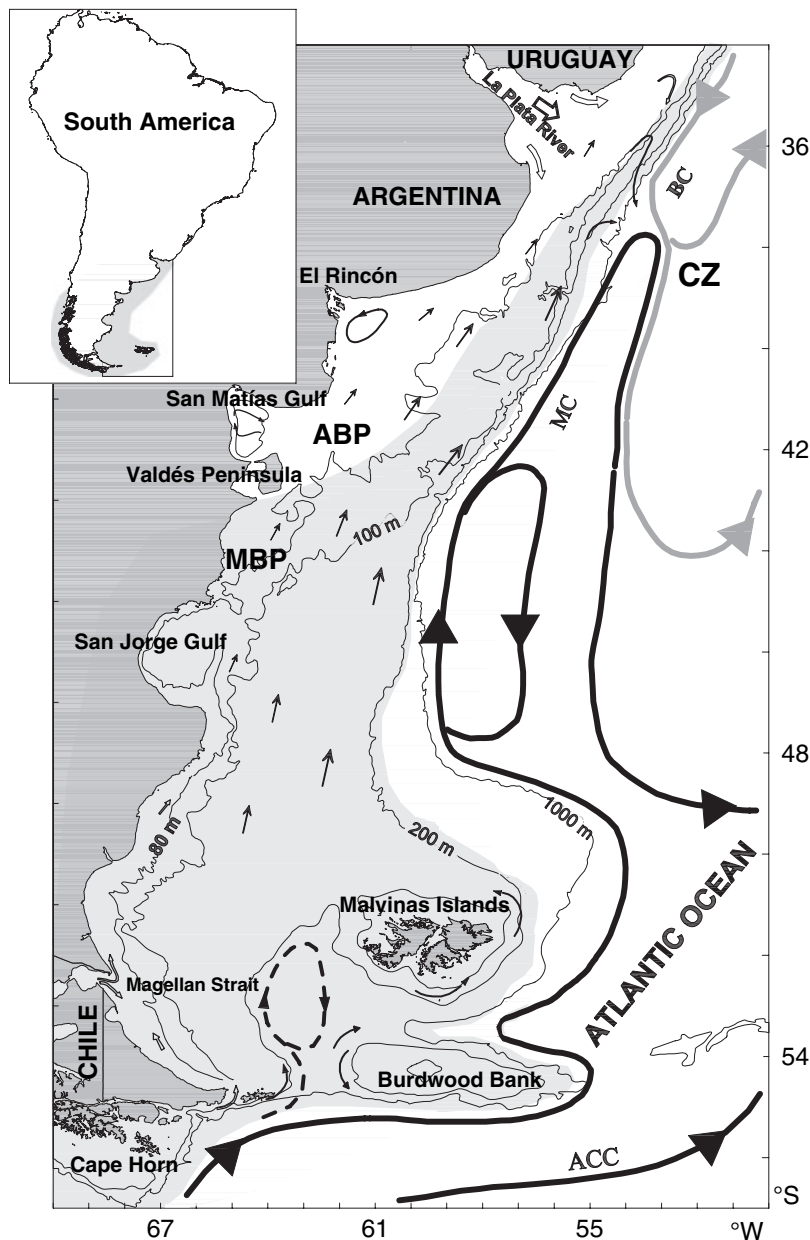 URUGUAY
La Plata River
South America
36
BC
ARGENTINA
CZ
El Rincón
San Matías Gulf
MC
ABP
42
Valdés Peninsula
100 m
MBP
San Jorge Gulf
48
1000 m
80 m
200 m
Malvinas Islands
ATLANTIC OCEAN
Magellan Strait
CHILE
54
Burdwood Bank
Cape Horn
ACC
°S
67
61
55
°W